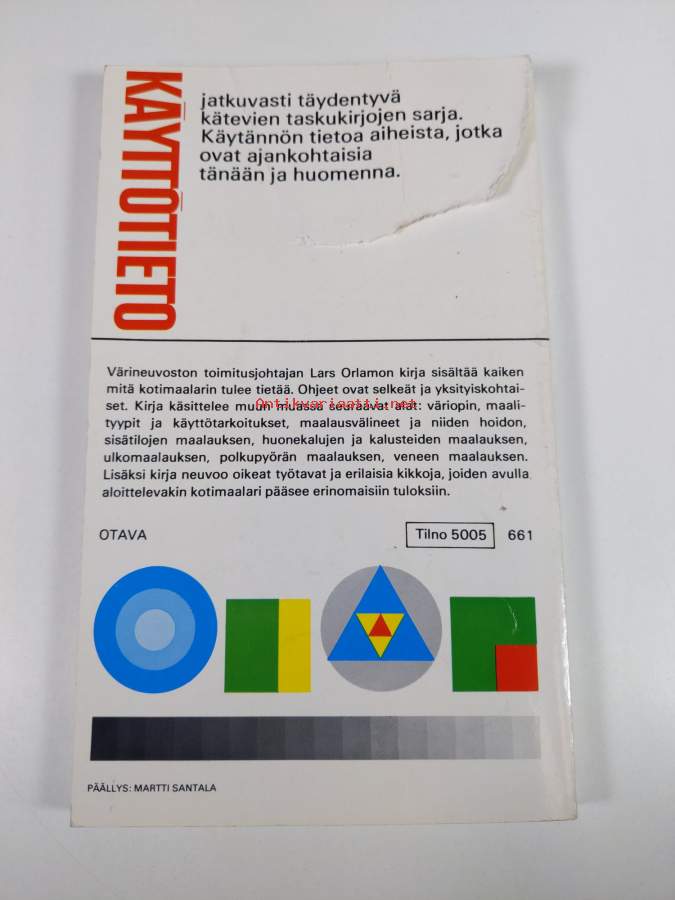 KÄYTTÖTIETO
jatkuvasti täydentyvä
kätevien taskukirjojen sarja.
Käytännön tietoa aiheista, jotka
ovat ajankohtaisia
tänään ja huomenna.
Värineuvoston toimitusjohtajan Lars Orlamon kirja sisältää kaiken
mitä kotimaalarin tulee tietää. Ohjeet ovat selkeät ja yksityiskohtai-
set. Kirja käsittelee muun muassa seuraavat alat: väriopin, maali-
tyypit ja käyttötarkoitukset, maalausvälineet ja niiden hoidon,
sisätilojen maalauksen, huonekalujen ja kalusteiden maalauksen,
ulkomaalauksen, polkupyörän maalauksen, veneen maalauksen.
Lisäksi kirja neuvoo oikeat työtavat ja erilaisia kikkoja, joiden avulla
aloittelevakin kotimaalari pääsee erinomaisiin tuloksiin.
Antikvariaatti.net
OTAVA
Tilno 5005 661
PÄÄLLYS: MARTTI SANTALA